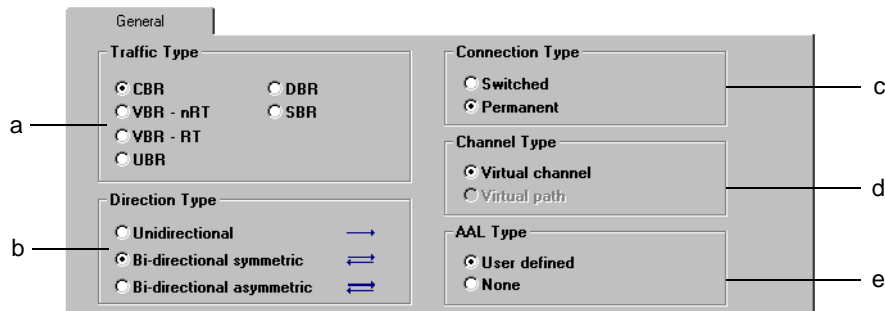 General
Traffic Type
CBR
DBR
VBR - nRT
SBR
VBR - RT
UBR
a
Direction Type
Unidirectional
Bi-directional symmetric
Bi-directional asymmetric
b
Connection Type
Switched
Permanent
c
Channel Type
Virtual channel
Virtual path
d
AAL Type
User defined
None
e